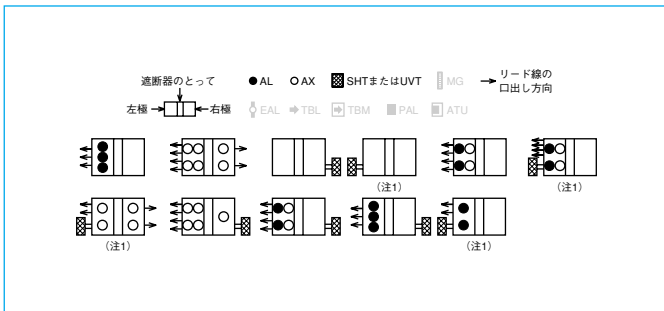 遮断器のとって
左極
右極
AL
AX
SHTまたはUVT
MG
リード線の
口出し方向
EAL
TBL
TBM
PAL
ATU
（注1）
（注1）
（注1）
（注1）